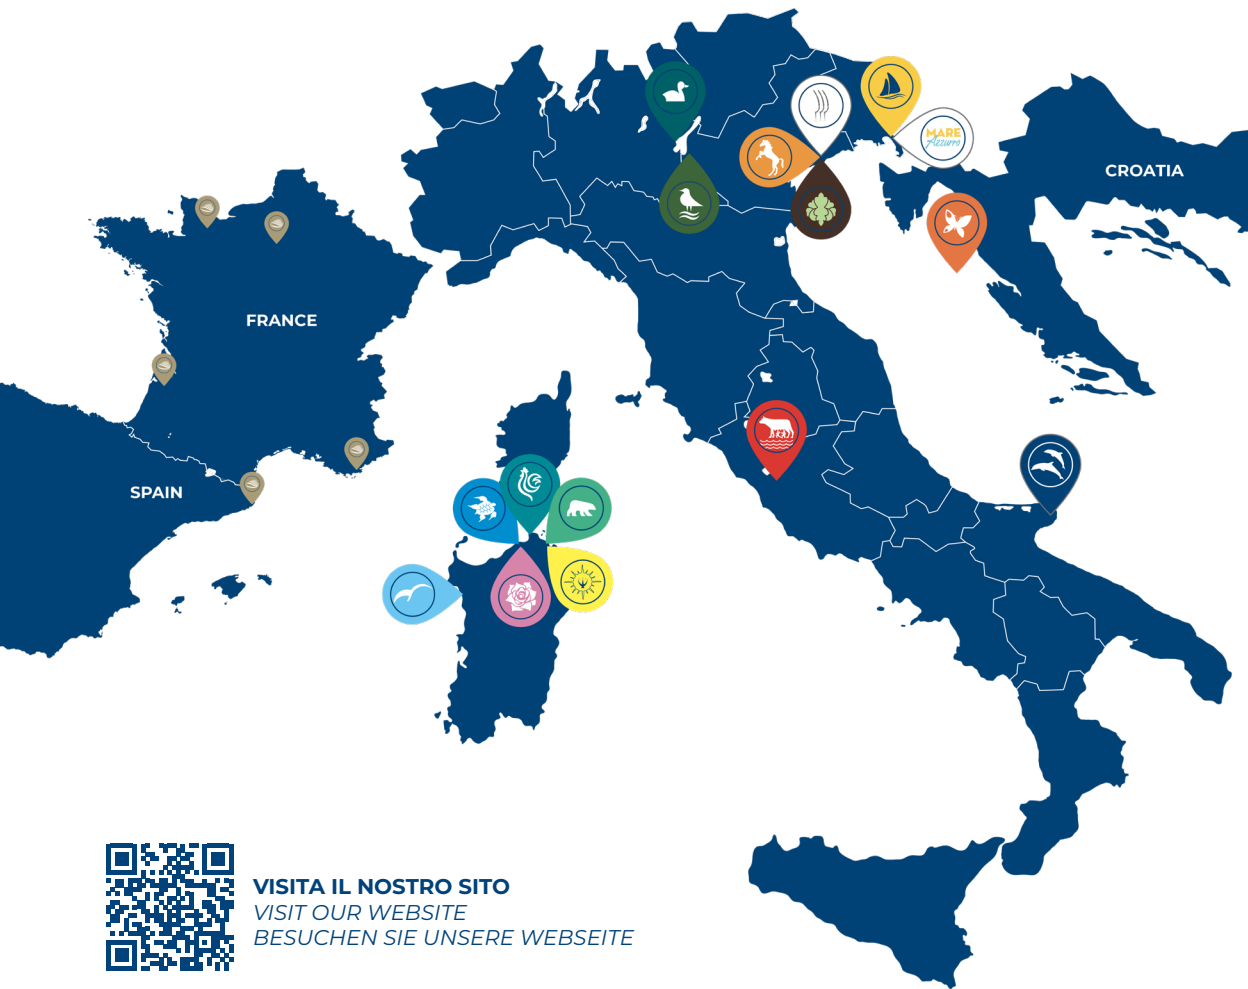 MARE
Azzurro
CROATIA
FRANCE
SPAIN
VISITA IL NOSTRO SITO
VISIT OUR WEBSITE
BESUCHEN SIE UNSERE WEBSEITE